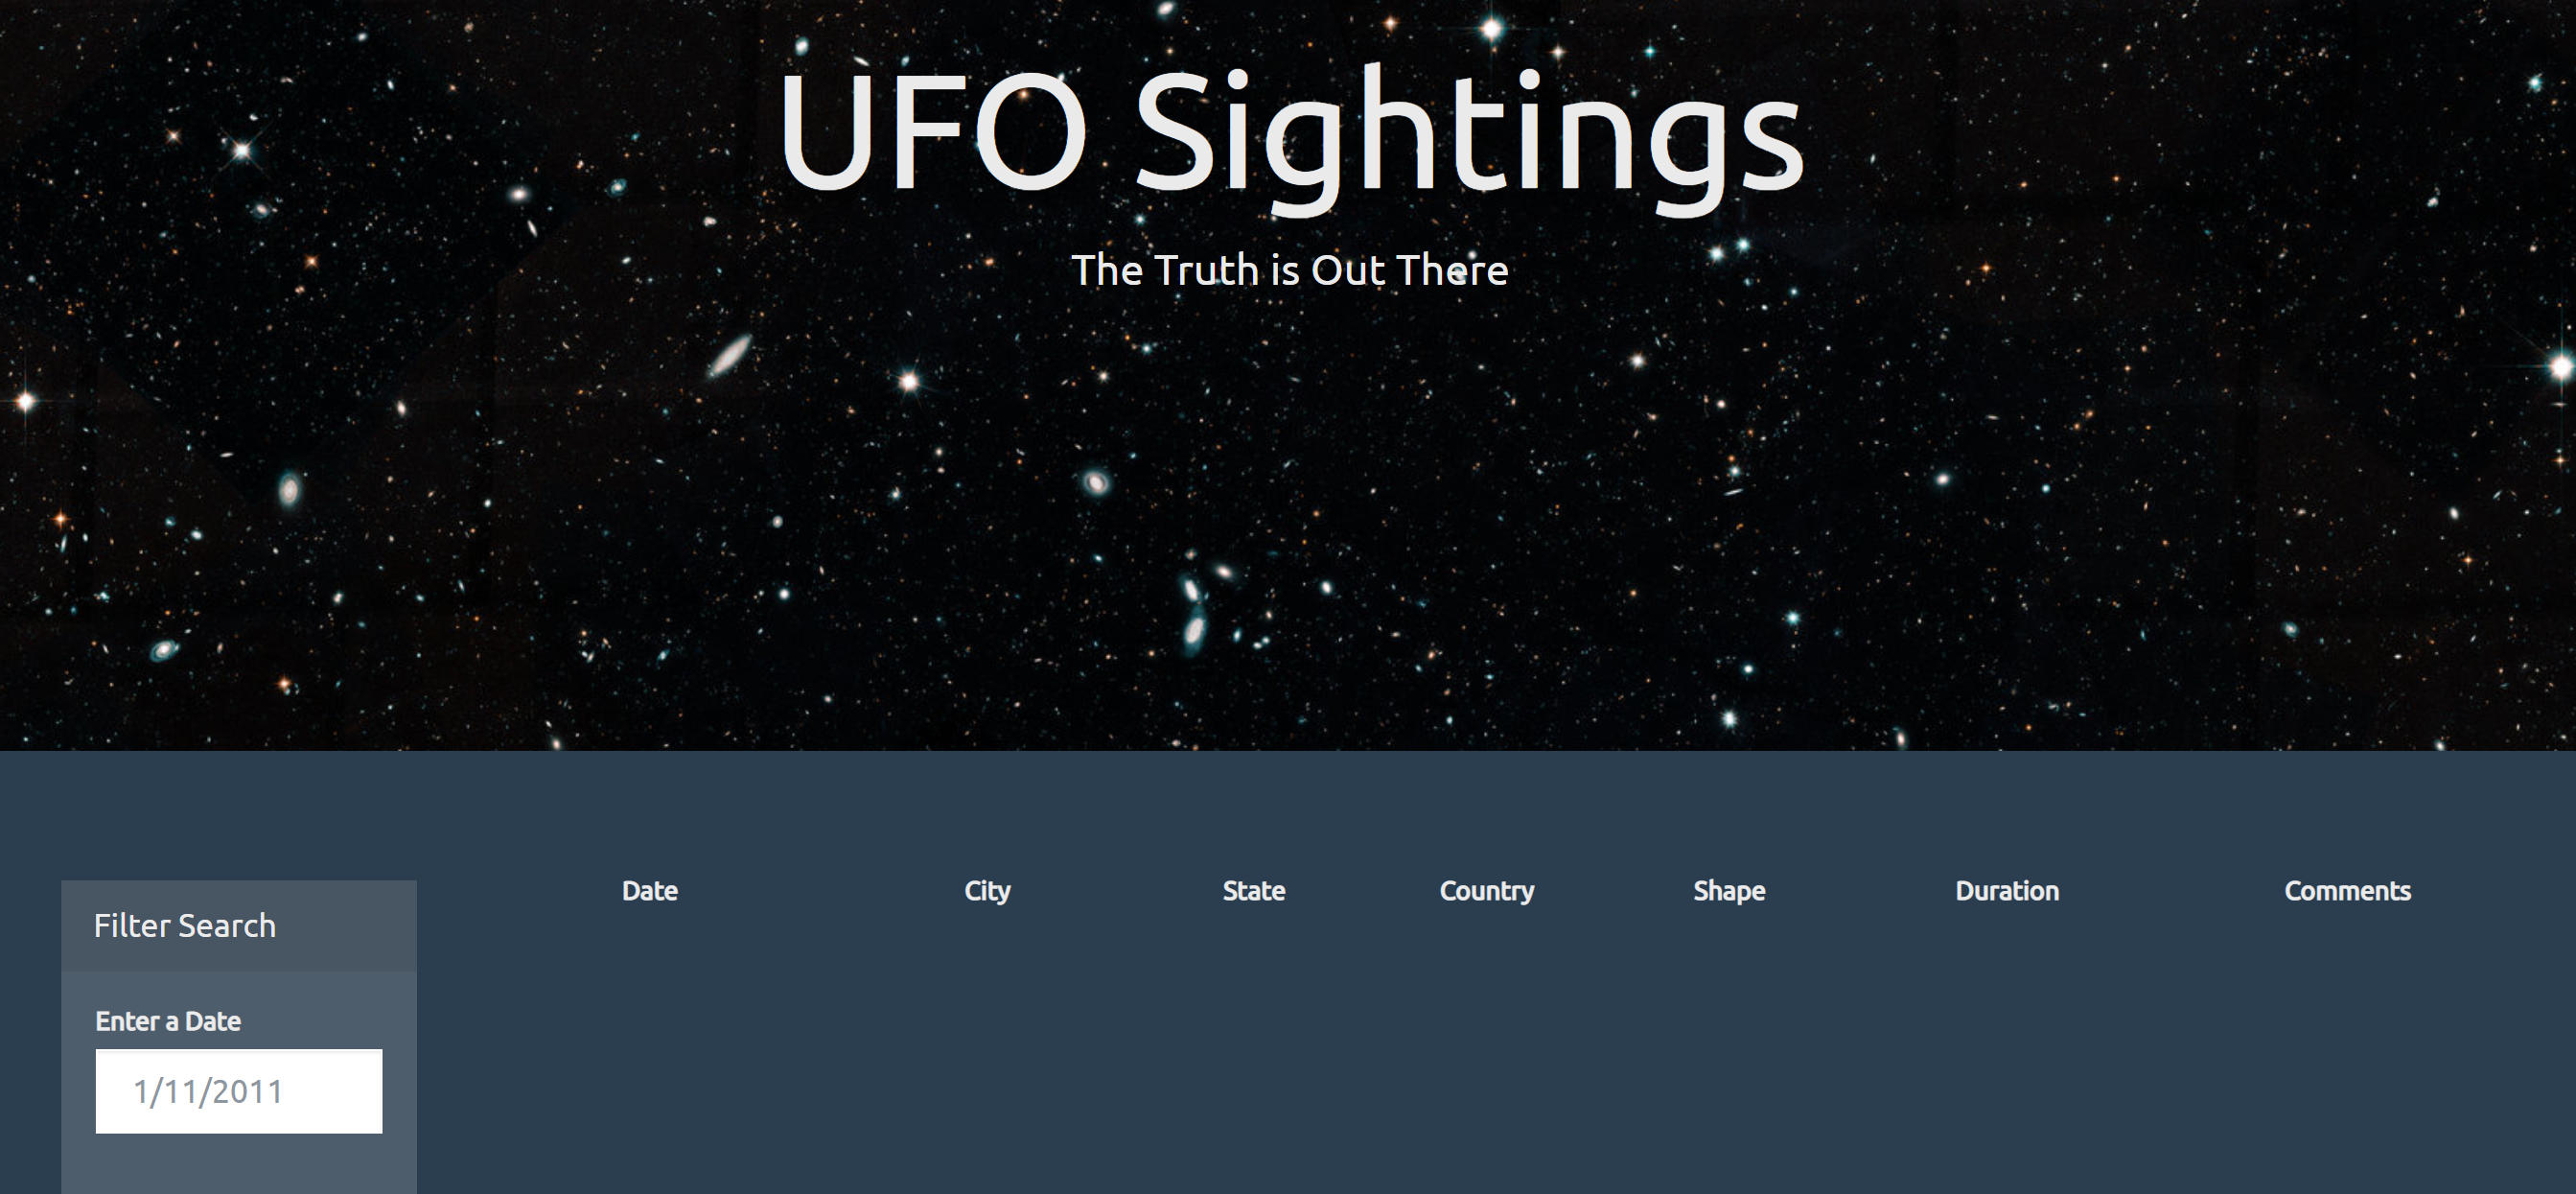 UFO Sightings
The Truth is Out There
Filter Search
Enter a Date
1/11/2011
Date City State Country Shape Duration Comments